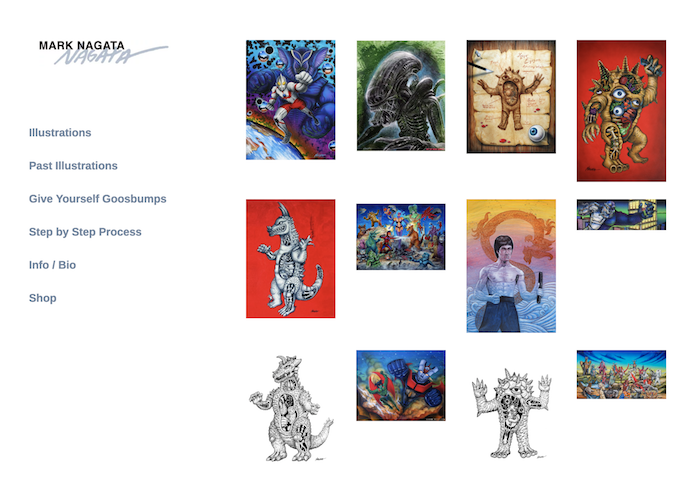 MARK NAGATA
NAGATA
Illustrations
Past Illustrations
Give Yourself Goosbumps
Step by Step Process
Info / Bio
Shop